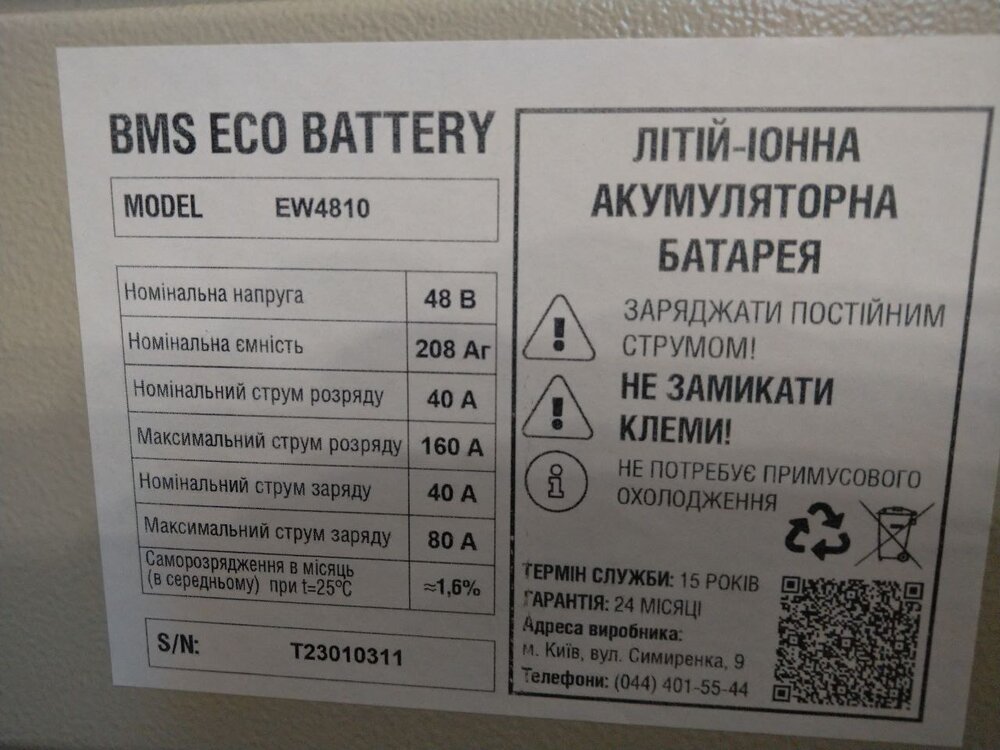 BMS ECO BATTERY
MODEL EW4810
Номінальна напруга 48 В
Номінальна ємність 208 Аг
Номінальний струм розряду 40 А
Максимальний струм розряду 160 А
Номінальний струм заряду 40 А
Максимальний струм заряду 80 А
Саморозрядження в місяць
(в середньому) при t=25°C ≈1,6%
S/N: T23010311
ЛІТІЙ-ІОННА
АКУМУЛЯТОРНА
БАТАРЕЯ
ЗАРЯДЖАТИ ПОСТІЙНИМ
СТРУМОМ!
НЕ ЗАМИКАТИ
КЛЕМИ!
НЕ ПОТРЕБУЄ ПРИМУСОВОГО
ОХОЛОДЖЕННЯ
ТЕРМІН СЛУЖБИ: 15 РОКІВ
ГАРАНТІЯ: 24 МІСЯЦІ
Адреса виробника:
м. Київ, вул. Симиренка, 9
Телефони: (044) 401-55-44